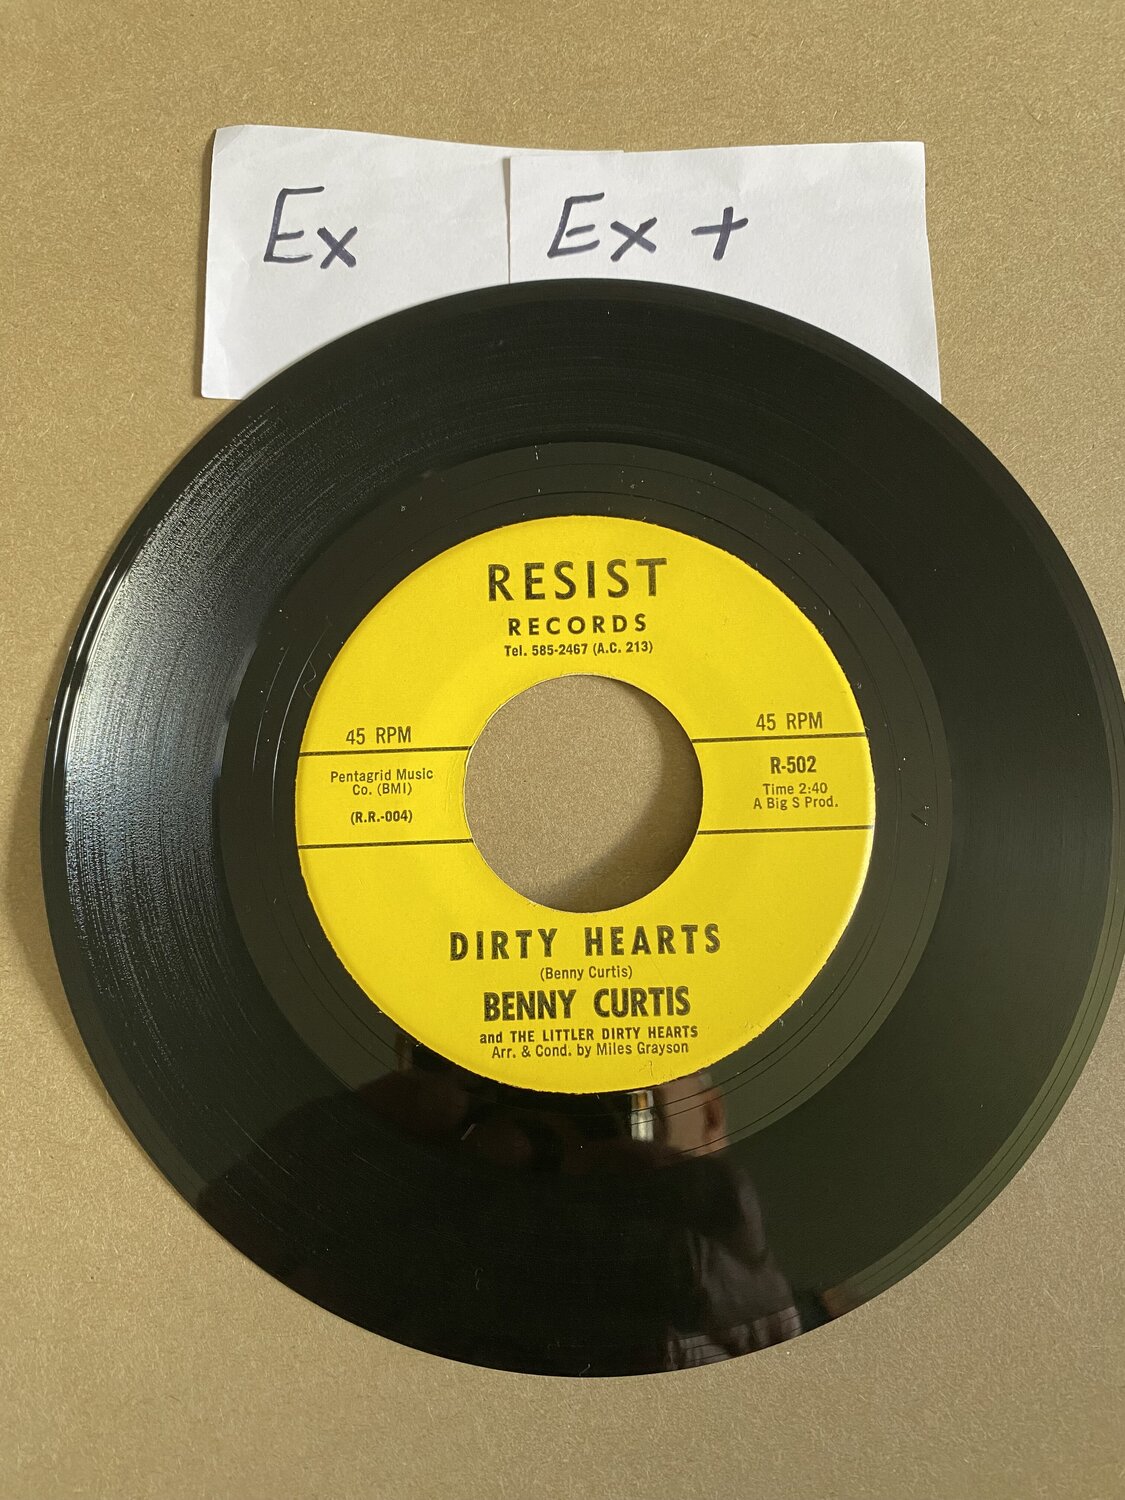 Ex
Ex +
RESIST
RECORDS
Tel. 585-2467 (A.C. 213)
45 RPM
45 RPM
Pentagrid Music
Co. (BMI)
(R.R.-004)
R-502
Time 2:40
A Big S Prod.
DIRTY HEARTS
(Benny Curtis)
BENNY CURTIS
and THE LITTLER DIRTY HEARTS
Arr. & Cond. by Miles Grayson